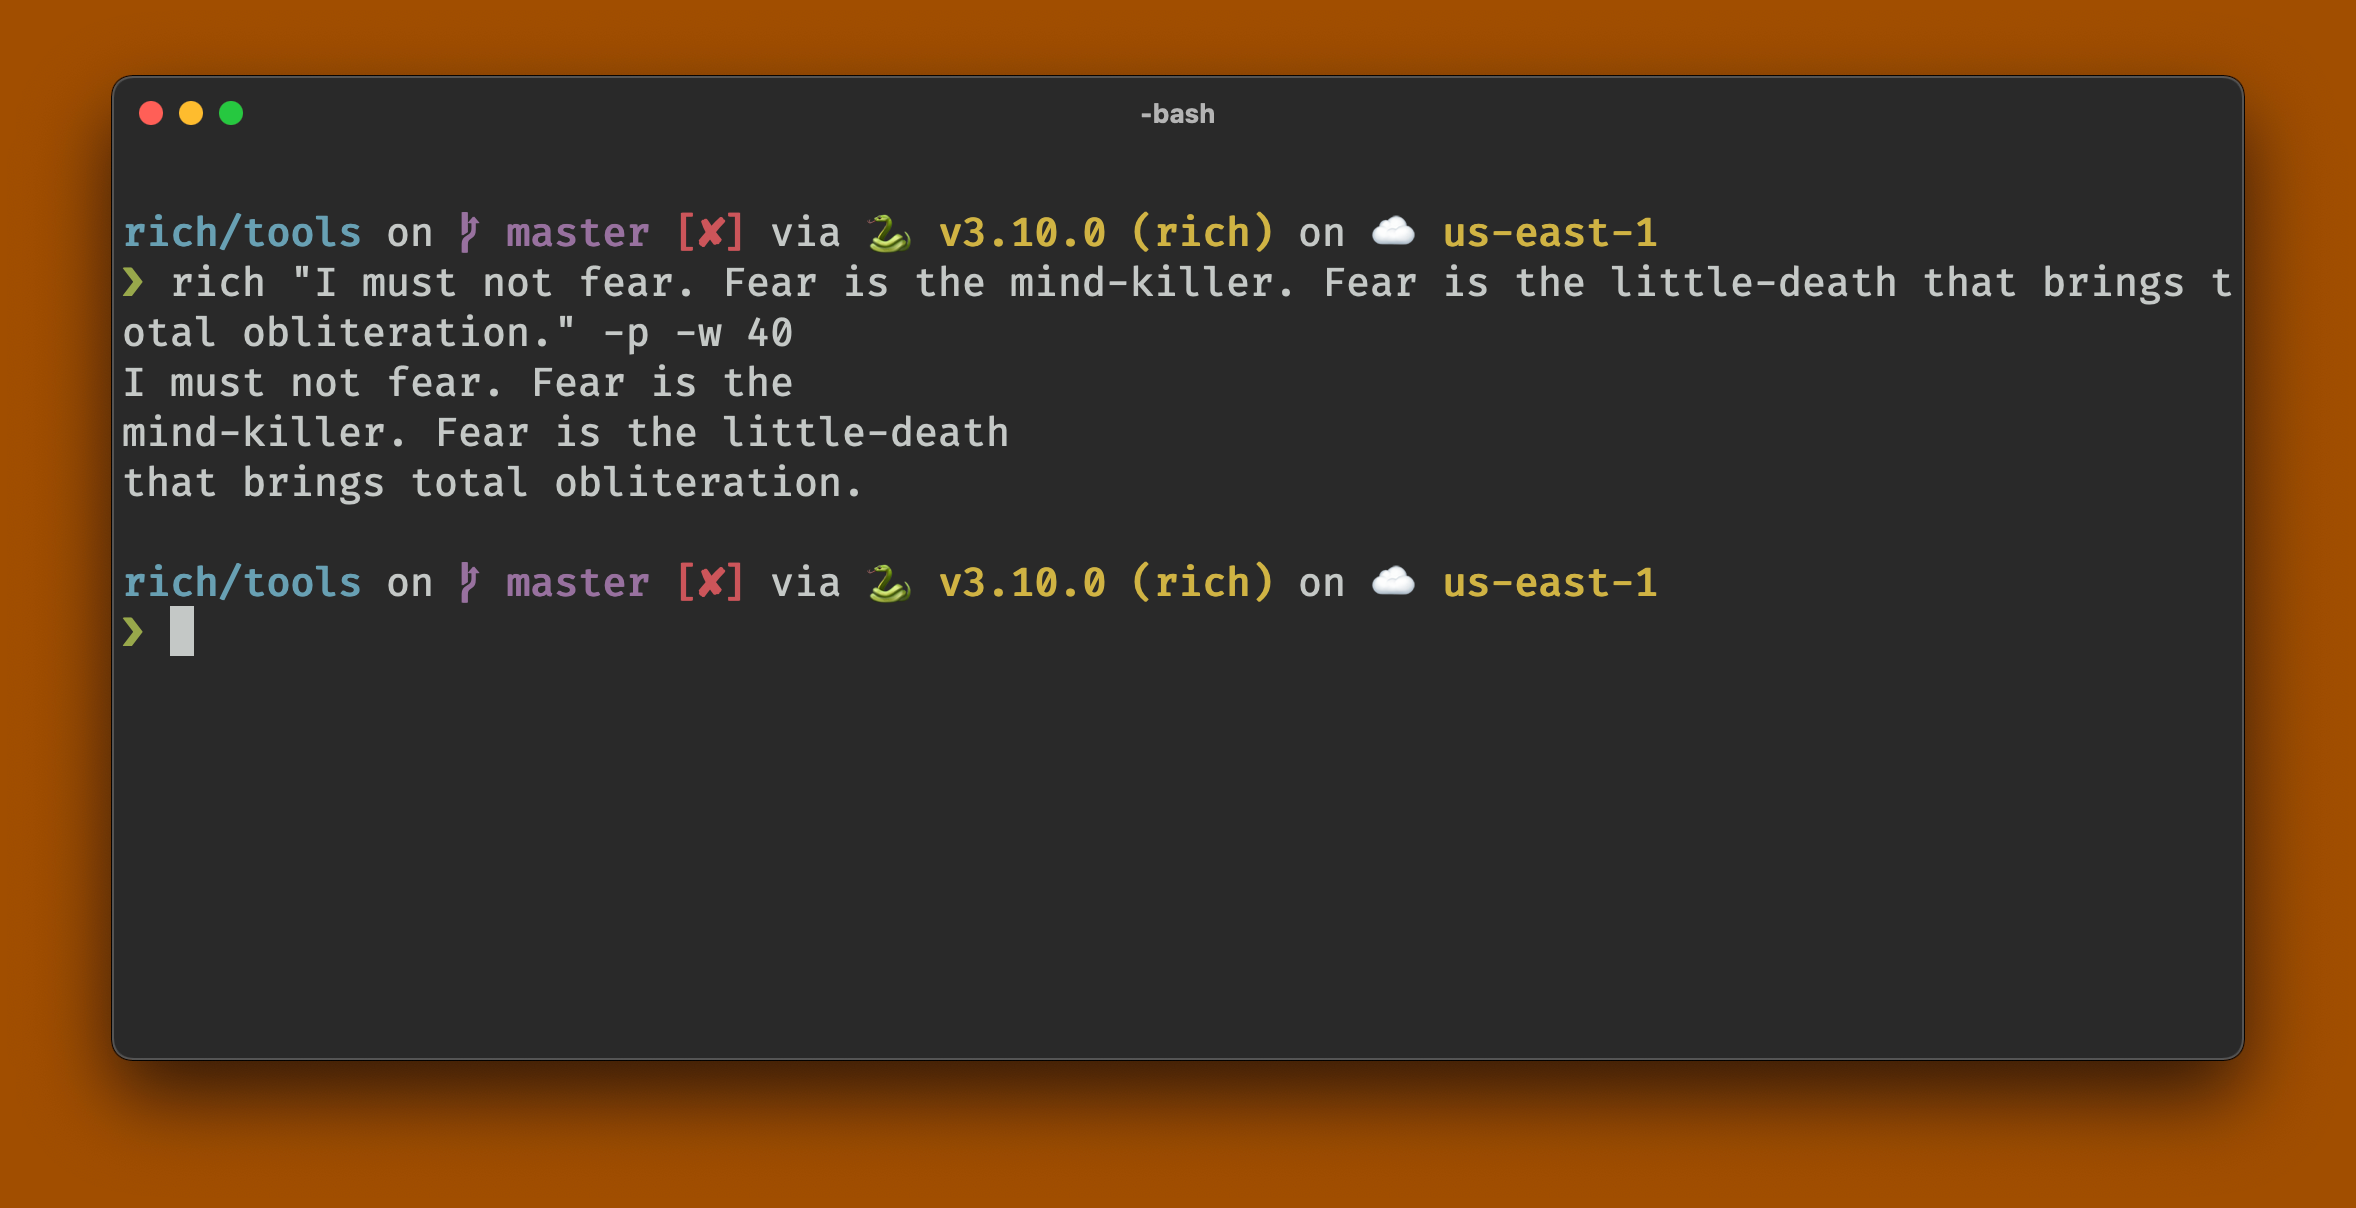 -bash
rich/tools on master [✘] via 🐍 v3.10.0 (rich) on ☁️ us-east-1
❯ rich "I must not fear. Fear is the mind-killer. Fear is the little-death that brings t
otal obliteration." -p -w 40
I must not fear. Fear is the
mind-killer. Fear is the little-death
that brings total obliteration.
rich/tools on master [✘] via 🐍 v3.10.0 (rich) on ☁️ us-east-1
❯